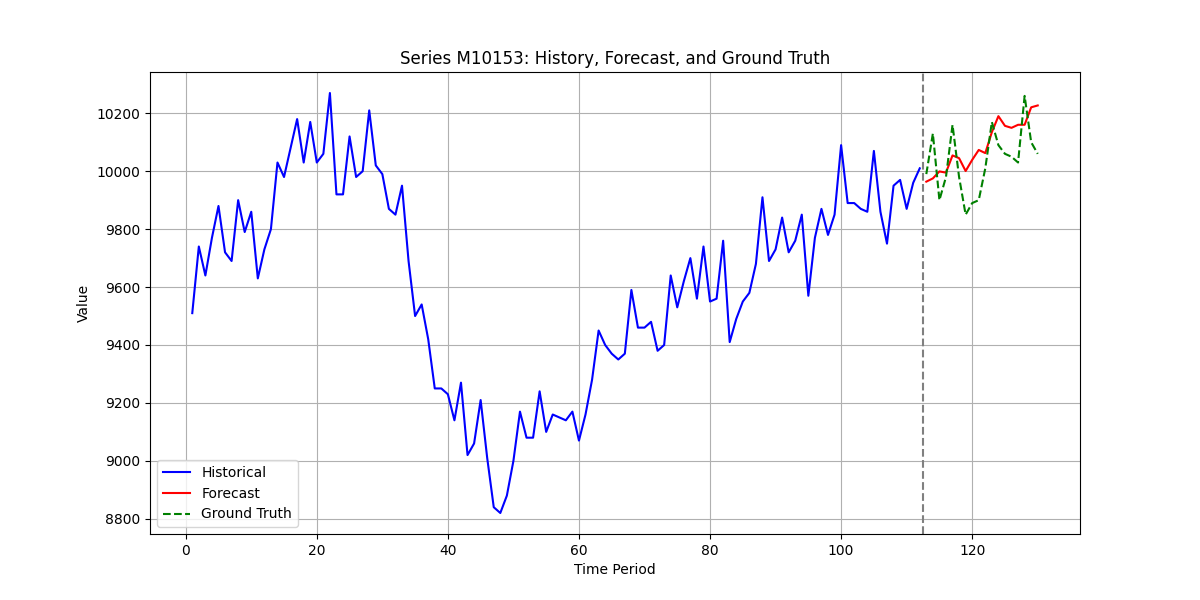 Series M10153: History, Forecast, and Ground Truth
Value
10200
10000
9800
9600
9400
9200
9000
8800
Historical
Forecast
Ground Truth
0 20 40 60 80 100 120
Time Period